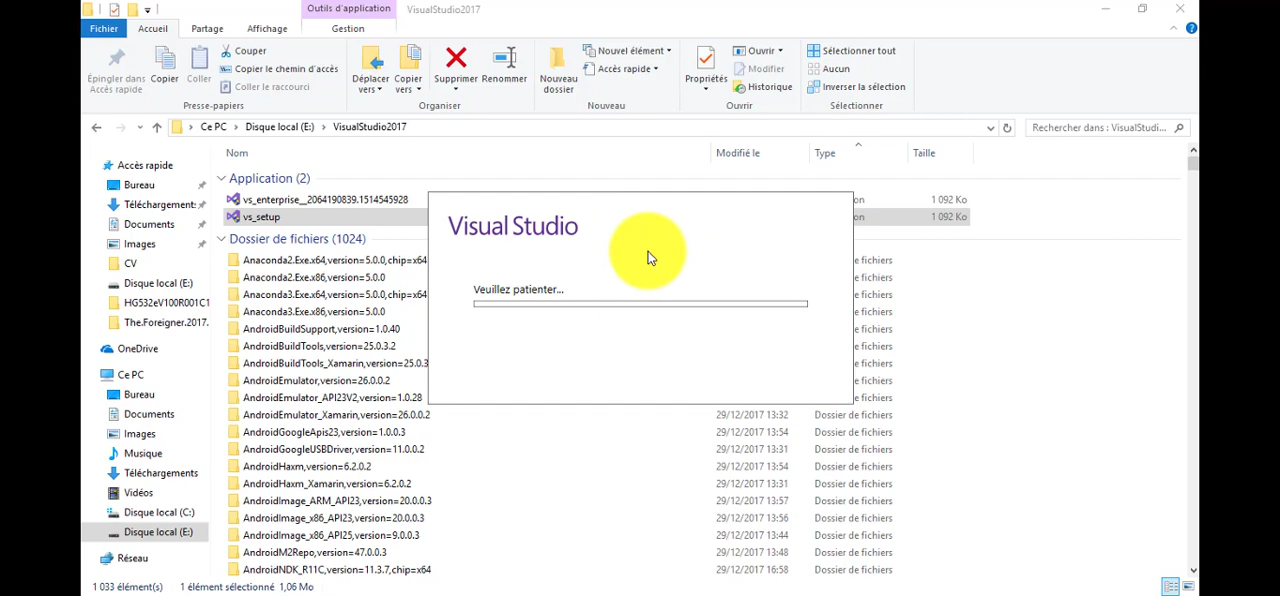 Outils d'application
VisualStudio2017
Fichier
Accueil
Partage
Affichage
Gestion
Épingler dans
Accès rapide
Copier
Coller
Couper
Copier le chemin d'accès
Coller le raccourci
Presse-papiers
Déplacer
vers
Copier
vers
Supprimer
Renommer
Organiser
Nouveau
dossier
Nouvel élément
Accès rapide
Nouveau
Propriétés
Ouvrir
Modifier
Historique
Ouvrir
Sélectionner tout
Aucun
Inverser la sélection
Sélectionner
Ce PC > Disque local (E:) > VisualStudio2017
Rechercher dans : VisualStudi...
Nom
Modifié le
Type
Taille
Accès rapide
Bureau
Téléchargement:
Documents
Images
CV
Disque local (E:)
HG532eV100R001C1
The.Foreigner.2017.
OneDrive
Ce PC
Bureau
Documents
Images
Musique
Téléchargements
Vidéos
Disque local (C:)
Disque local (E:)
Réseau
Application (2)
vs_enterprise__2064190839.1514545928 on 1 092 Ko
vs_setup on 1 092 Ko
Dossier de fichiers (1024)
Anaconda2.Exe.x64,version=5.0.0,chip=x64 e de fichiers
Anaconda2.Exe.x86,version=5.0.0 e de fichiers
Anaconda3.Exe.x64,version=5.0.0,chip=x64 e de fichiers
Anaconda3.Exe.x86,version=5.0.0 e de fichiers
AndroidBuildSupport,version=1.0.40 e de fichiers
AndroidBuildTools,version=25.0.3.2 e de fichiers
AndroidBuildTools_Xamarin,version=25.0.3 e de fichiers
AndroidEmulator,version=26.0.0.2 e de fichiers
AndroidEmulator_API23V2,version=1.0.28 e de fichiers
AndroidEmulator_Xamarin,version=26.0.0.2 29/12/2017 13:32 Dossier de fichiers
AndroidGoogleApis23,version=1.0.0.3 29/12/2017 13:54 Dossier de fichiers
AndroidGoogleUSBDriver,version=11.0.0.2 29/12/2017 13:31 Dossier de fichiers
AndroidHaxm,version=6.2.0.2 29/12/2017 13:54 Dossier de fichiers
AndroidHaxm_Xamarin,version=6.2.0.2 29/12/2017 13:31 Dossier de fichiers
AndroidImage_ARM_API23,version=20.0.0.3 29/12/2017 13:57 Dossier de fichiers
AndroidImage_x86_API23,version=20.0.0.3 29/12/2017 13:56 Dossier de fichiers
AndroidImage_x86_API25,version=9.0.0.3 29/12/2017 13:44 Dossier de fichiers
AndroidM2Repo,version=47.0.0.3 29/12/2017 13:48 Dossier de fichiers
AndroidNDK_R11C,version=11.3.7,chip=x64 29/12/2017 16:58 Dossier de fichiers
Visual Studio
Veuillez patienter...
1 033 élément(s)
1 élément sélectionné 1,06 Mo